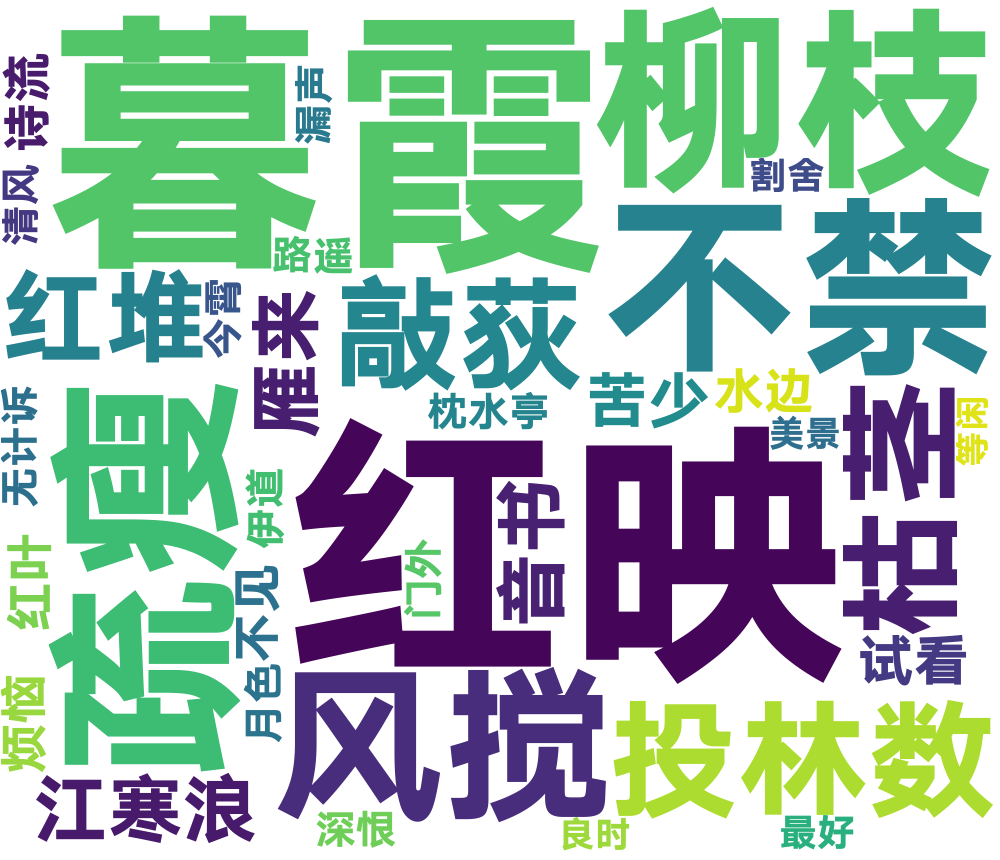 暮霞
柳枝
诗流
漏声
清风
割舍
路遥
不禁
红堆
今霄
雁来
敲荻
苦少
水边
枕水亭
美景
等闲
无计诉
疏瘦
伊道
红映
音书
门外
枯茎
红叶
月色不见
试看
烦恼
风搅
投林数
江寒浪
深恨
良时
最好